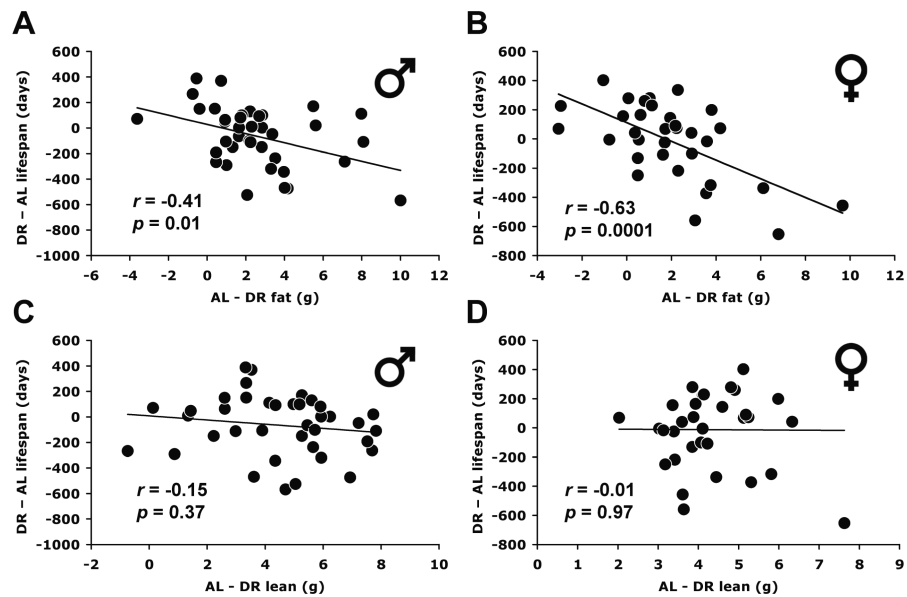 A
DR – AL lifespan (days)
600
400
200
0
-200
-400
-600
-800
-1000
r = -0.41
p = 0.01
-6 -4 -2 0 2 4 6 8 10 12
AL - DR fat (g)
B
DR – AL lifespan (days)
600
400
200
0
-200
-400
-600
-800
r = -0.63
p = 0.0001
-4 -2 0 2 4 6 8 10 12
AL - DR fat (g)
C
DR – AL lifespan (days)
600
400
200
0
-200
-400
-600
-800
-1000
r = -0.15
p = 0.37
-2 0 2 4 6 8 10
AL - DR lean (g)
D
DR – AL lifespan (days)
600
400
200
0
-200
-400
-600
-800
r = -0.01
p = 0.97
0 1 2 3 4 5 6 7 8 9
AL - DR lean (g)